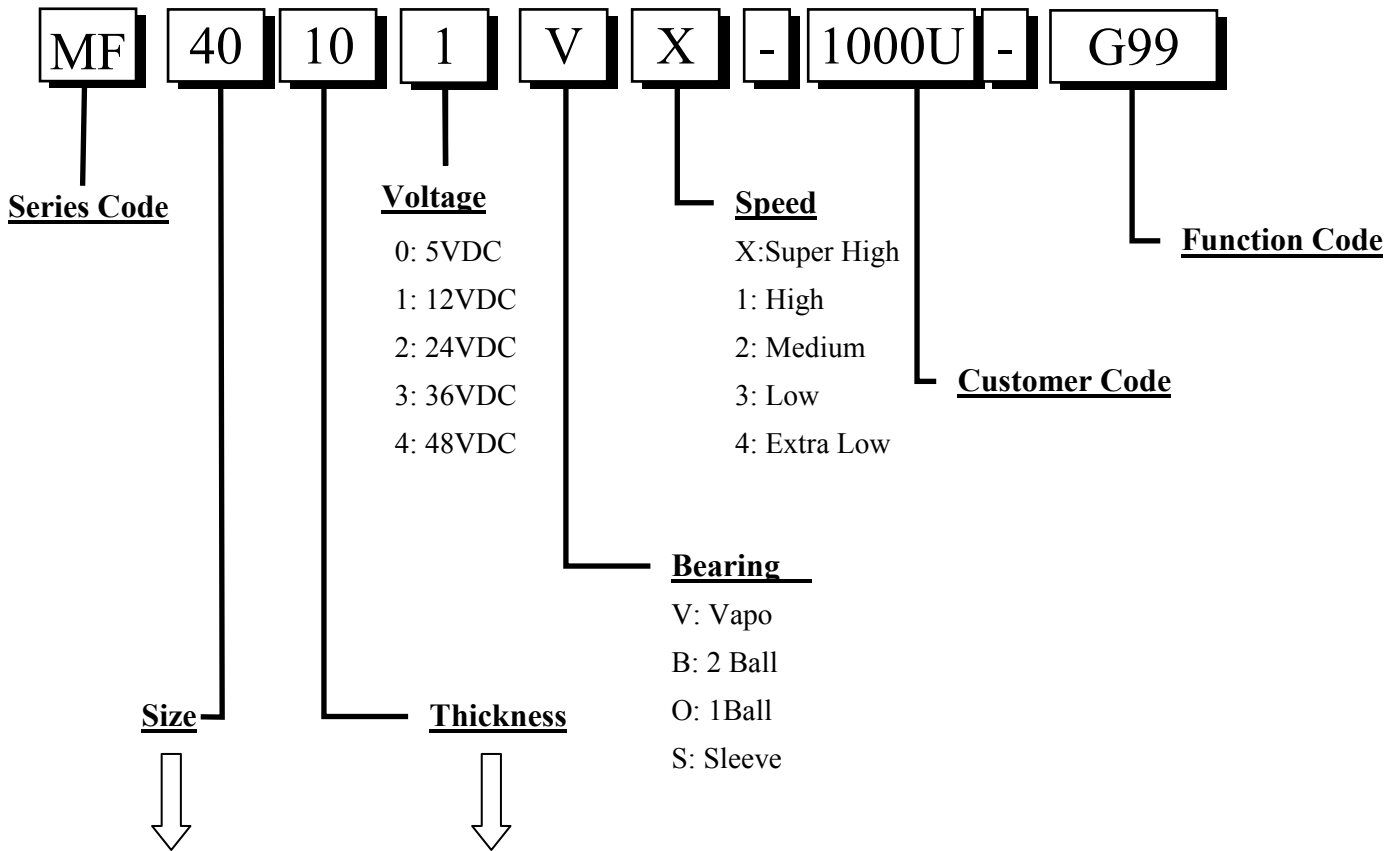 MF 40 10 1 V X - 1000U - G99
Series Code
Voltage
0: 5VDC
1: 12VDC
2: 24VDC
3: 36VDC
4: 48VDC
Speed
X:Super High
1: High
2: Medium
3: Low
4: Extra Low
Function Code
Customer Code
Bearing
V: Vapo
B: 2 Ball
O: 1Ball
S: Sleeve
Size
Thickness